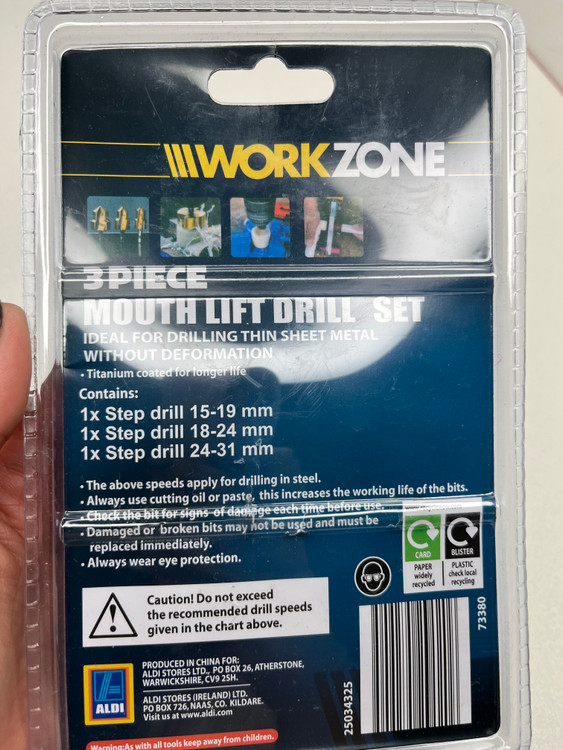 WORKZONE
3 PIECE
MOUTH LIFT DRILL SET
IDEAL FOR DRILLING THIN SHEET METAL
WITHOUT DEFORMATION
• Titanium coated for longer life
Contains:
1x Step drill 15-19 mm
1x Step drill 18-24 mm
1x Step drill 24-31 mm
• The above speeds apply for drilling in steel.
• Always use cutting oil or paste, this increases the working life of the bits.
• Check the bit for signs of damage each time before use.
• Damaged or broken bits may not be used and must be
replaced immediately.
• Always wear eye protection.
CARD
PAPER
widely
recycled
BLISTER
PLASTIC
check local
recycling
Caution! Do not exceed
the recommended drill speeds
given in the chart above.
73380
25034325
ALDI
PRODUCED IN CHINA FOR:
ALDI STORES LTD., PO BOX 26, ATHERSTONE,
WARWICKSHIRE, CV9 2SH.
ALDI STORES (IRELAND) LTD.
PO BOX 726, NAAS, CO. KILDARE.
Visit us at www.aldi.com
Warning: As with all tools keep away from children.